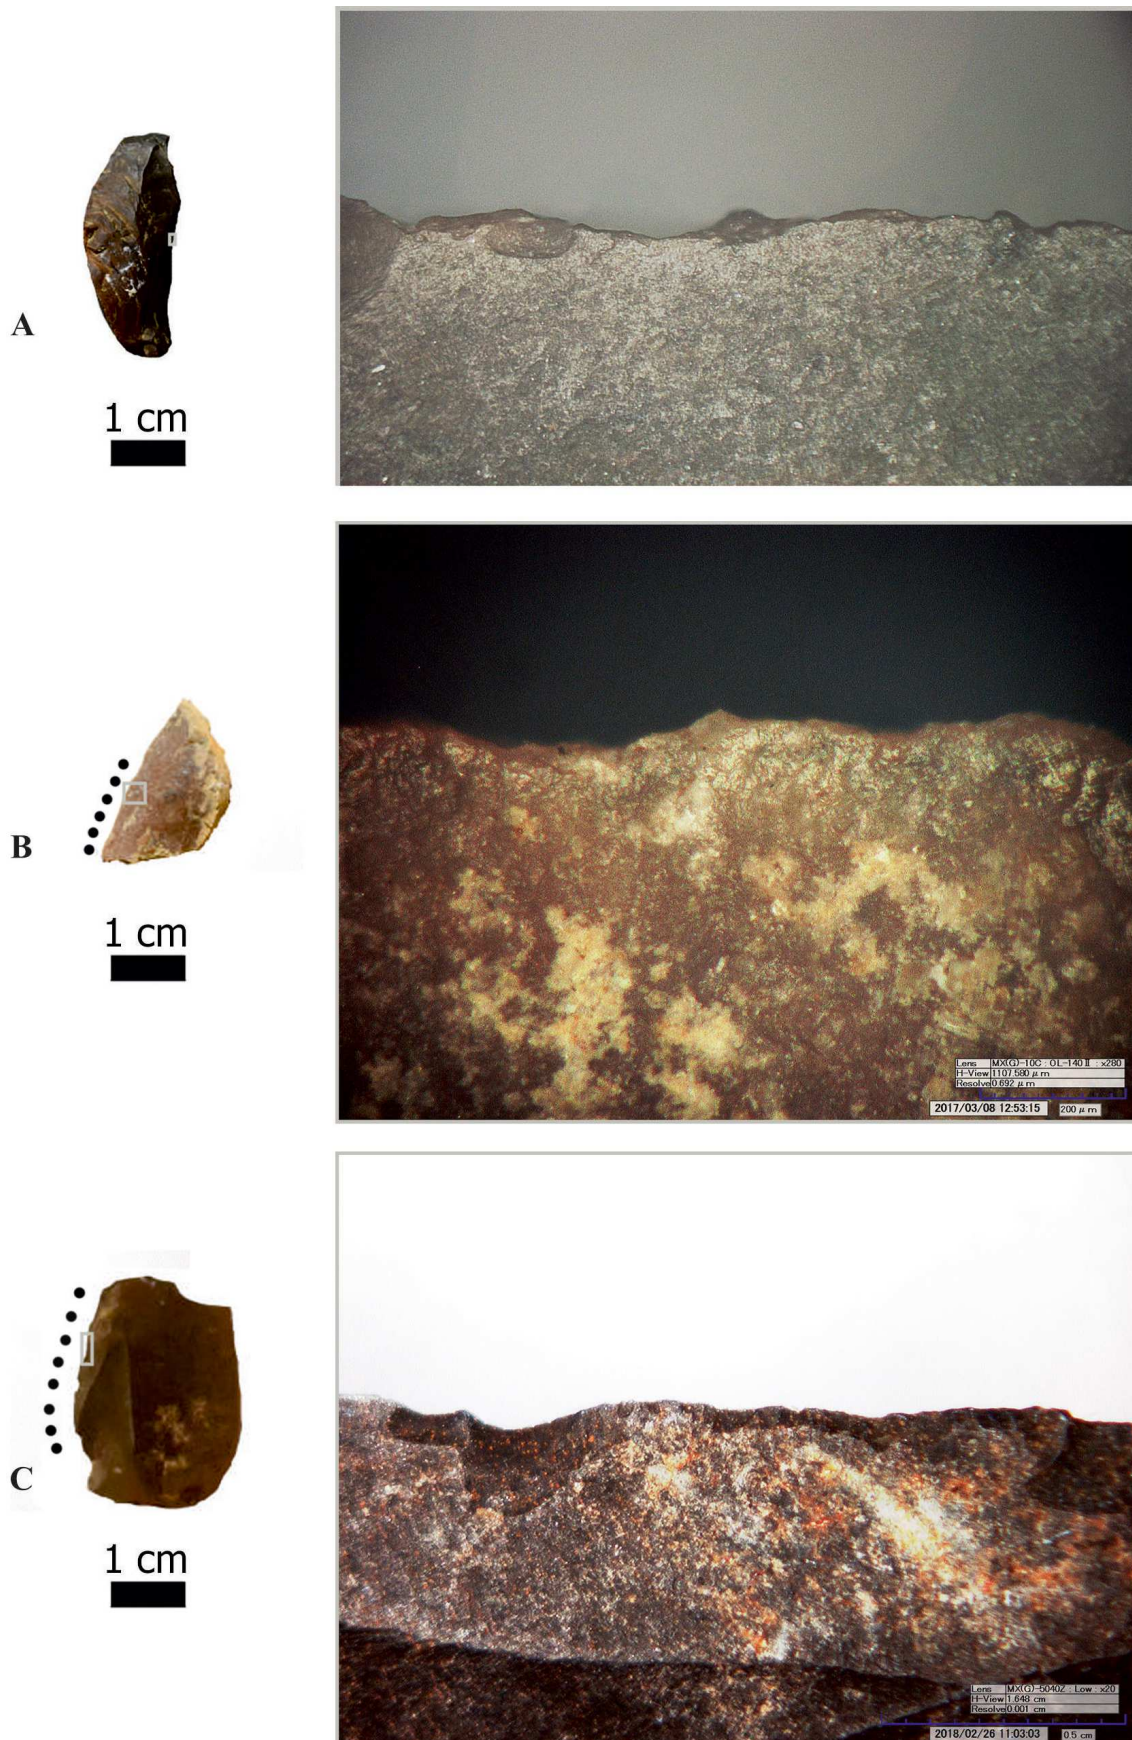 A
1 cm
B
1 cm
Lens MX(G)-10C : OL-140Ⅱ : x280
H-View 1107.580 μm
Resolve 0.692 μm
2017/03/08 12:53:15 200 μm
C
1 cm
Lens MX(G)-5040Z : Low : x20
H-View 1.648 cm
Resolve 0.001 cm
2018/02/26 11:03:03 0.5 cm